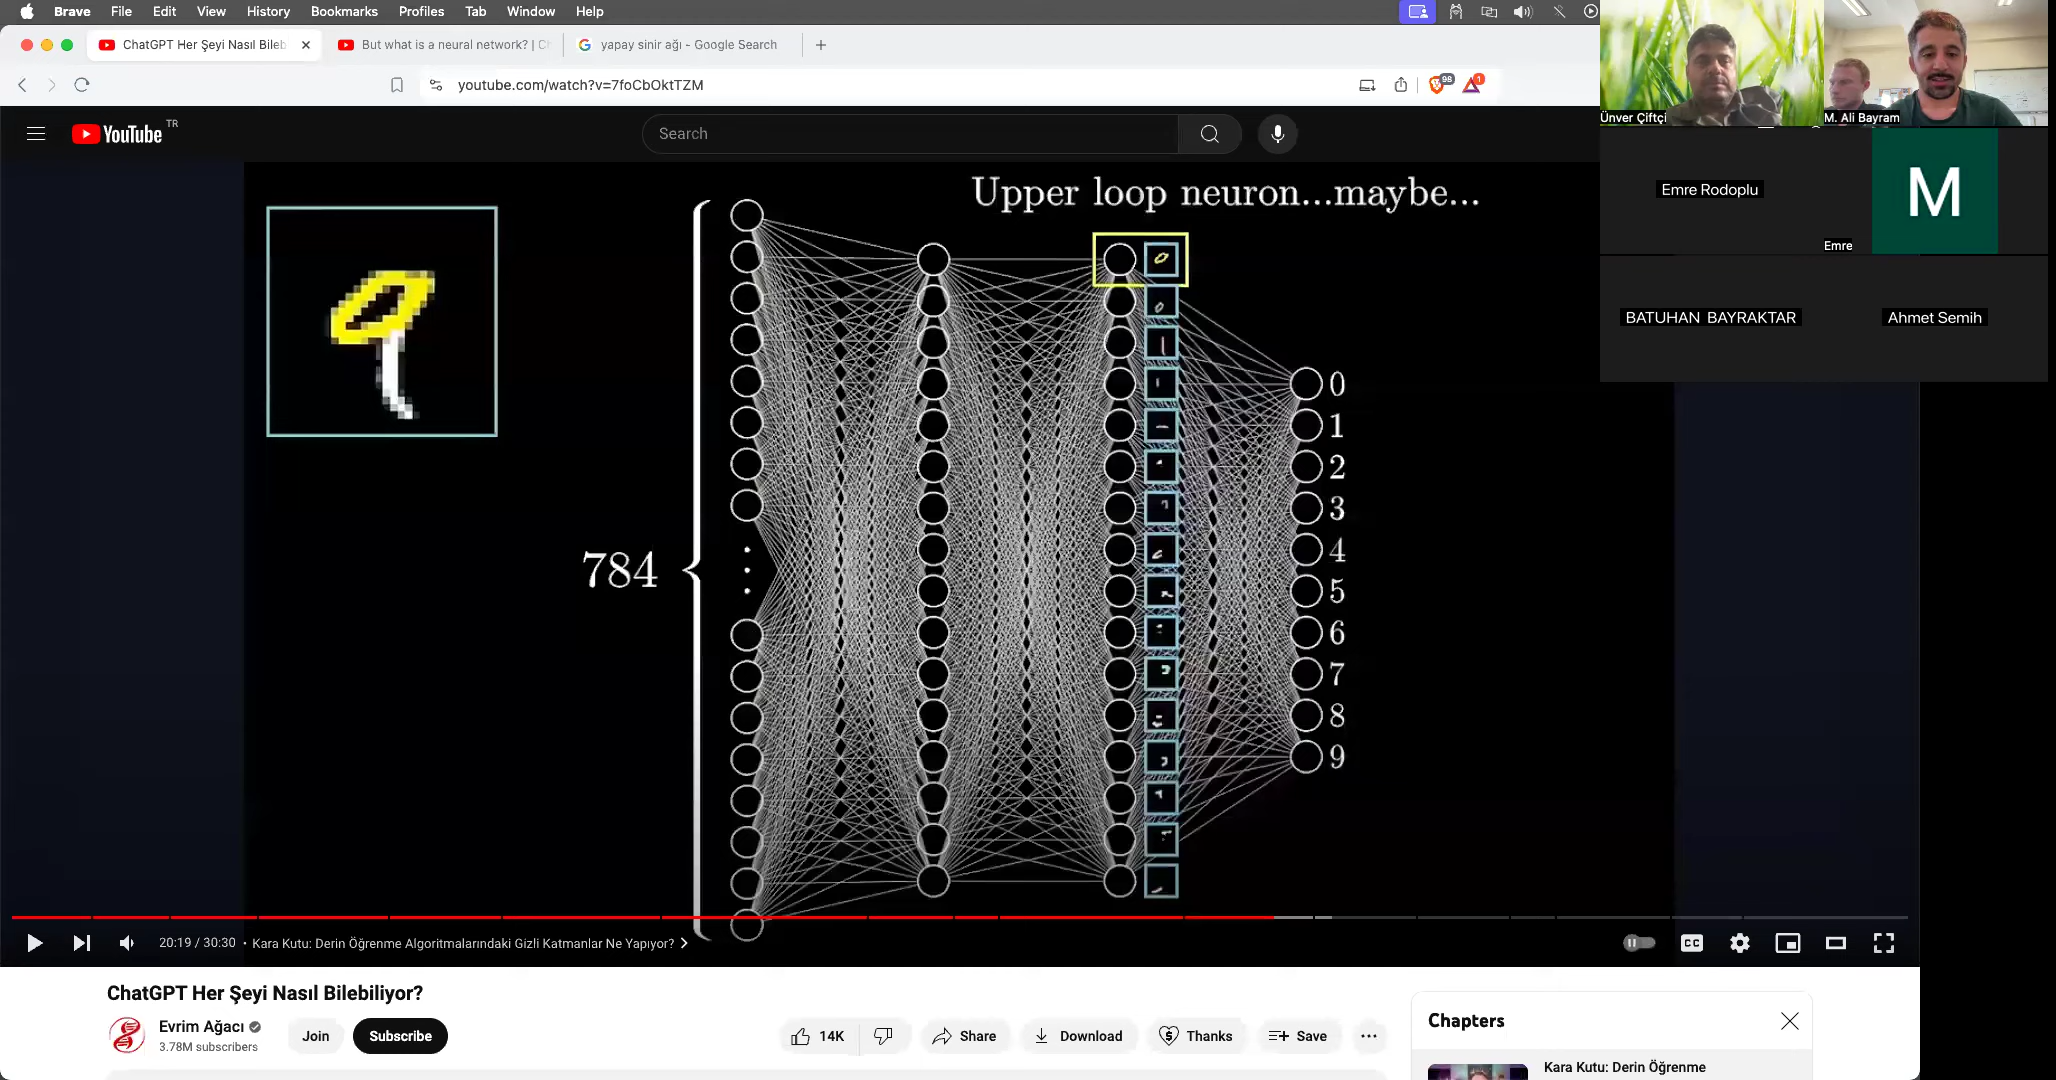 Brave File Edit View History Bookmarks Profiles Tab Window Help
ChatGPT Her Şeyi Nasıl Bileb
But what is a neural network? | Ch
yapay sinir ağı - Google Search
youtube.com/watch?v=7foCbOktTZM
98
1
YouTube TR
Search
Ünver Çiftçi
M. Ali Bayram
Emre Rodoplu
M
Emre
BATUHAN BAYRAKTAR
Ahmet Semih
Upper loop neuron...maybe...
784
0
1
2
3
4
5
6
7
8
9
20:19 / 30:30 • Kara Kutu: Derin Öğrenme Algoritmalarındaki Gizli Katmanlar Ne Yapıyor?
CC
ChatGPT Her Şeyi Nasıl Bilebiliyor?
Evrim Ağacı
3.78M subscribers
Join
Subscribe
14K
Share
Download
Thanks
Save
Chapters
Kara Kutu: Derin Öğrenme